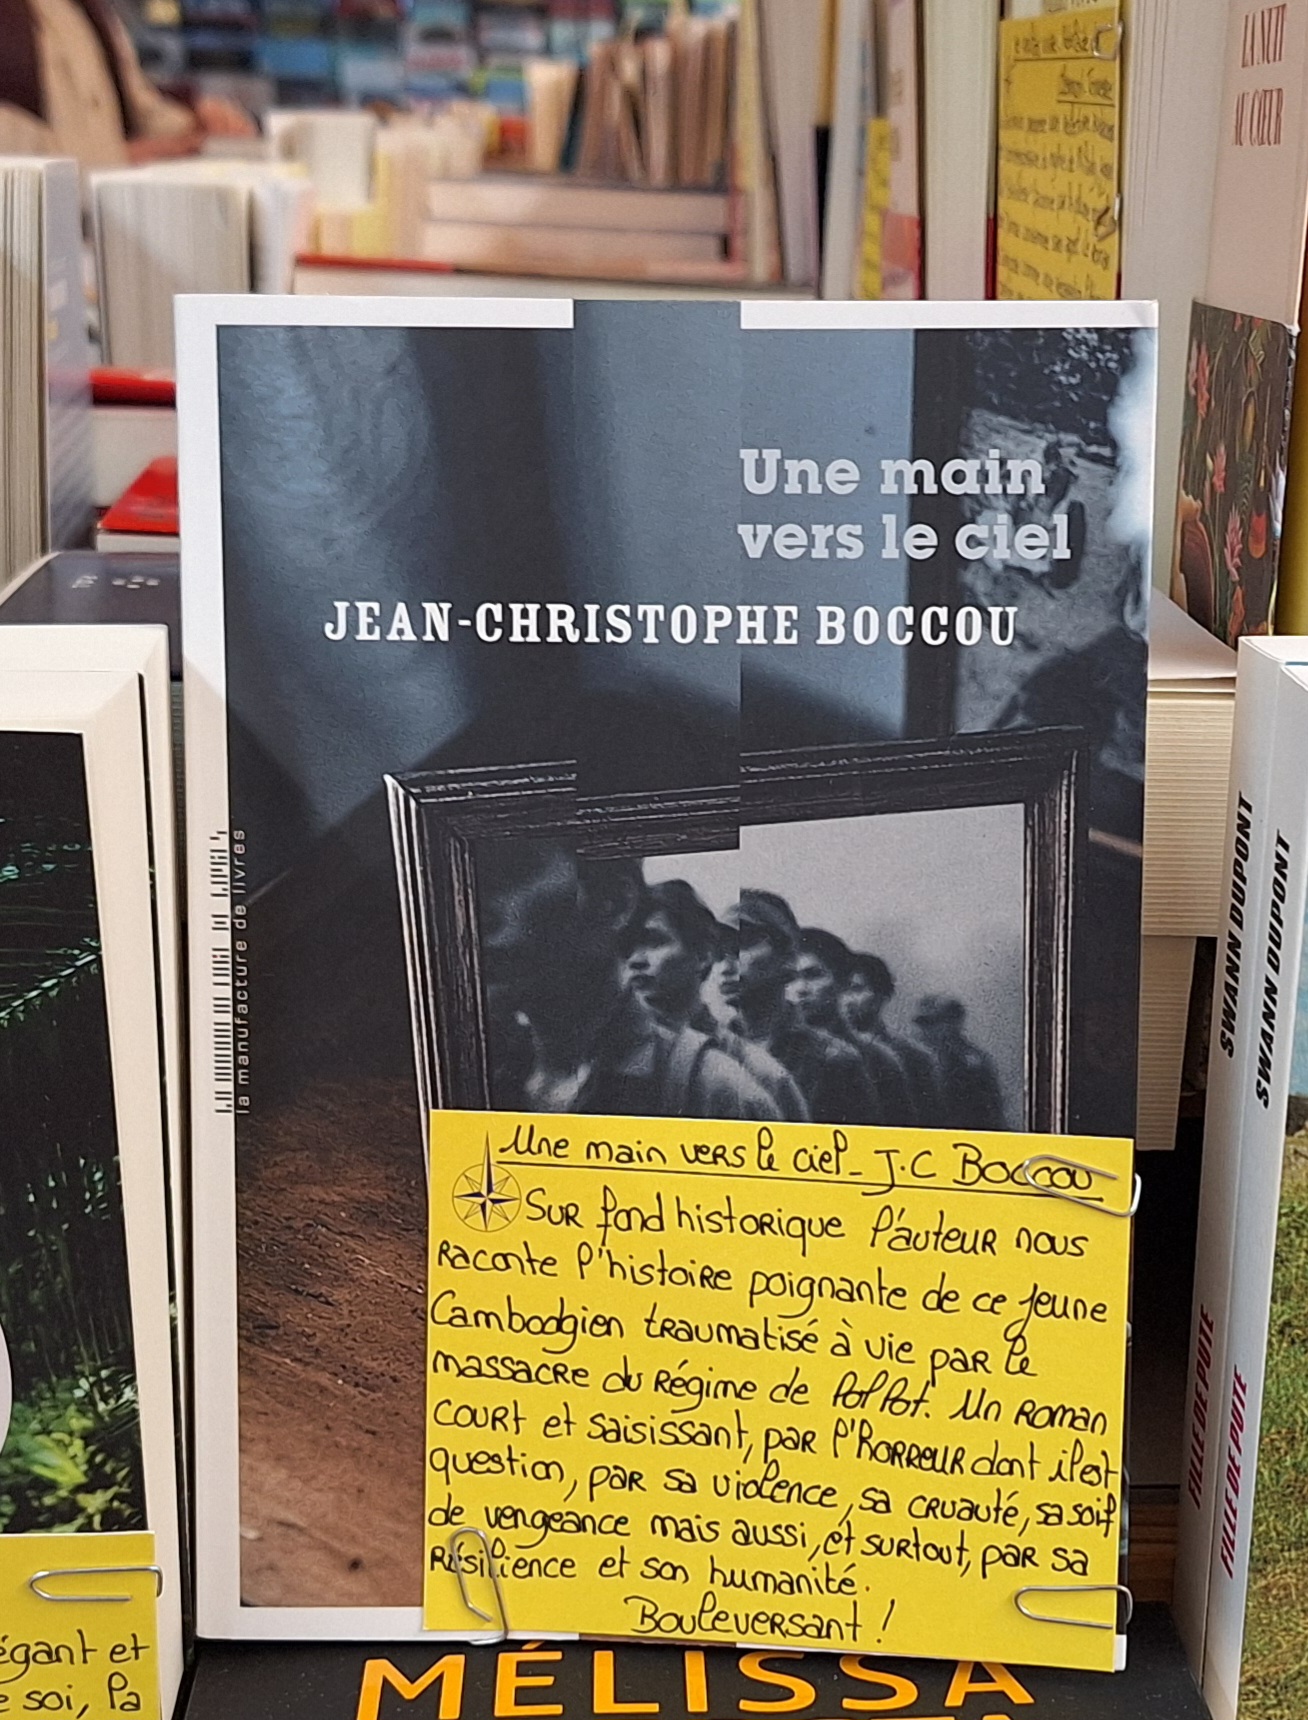 LA NUIT
AU CŒUR
Une main
vers le ciel
JEAN-CHRISTOPHE BOCCOU
la manufacture de livres
Une main vers le ciel - J.C Boccou
Sur fond historique l'auteur nous
raconte l'histoire poignante de ce jeune
Cambodgien traumatisé à vie par le
massacre du Régime de Pol Pot. Un roman
court et saisissant, par l'horreur dont il est
question, par sa violence, sa cruauté, sa soif
de vengeance mais aussi, et surtout, par sa
résilience et son humanité.
Bouleversant !
MÉLISSA
égant et
soi, la
SWANN DUPONT
FILLE DE PUTE
SWANN DUPONT
FILLE DE PUTE